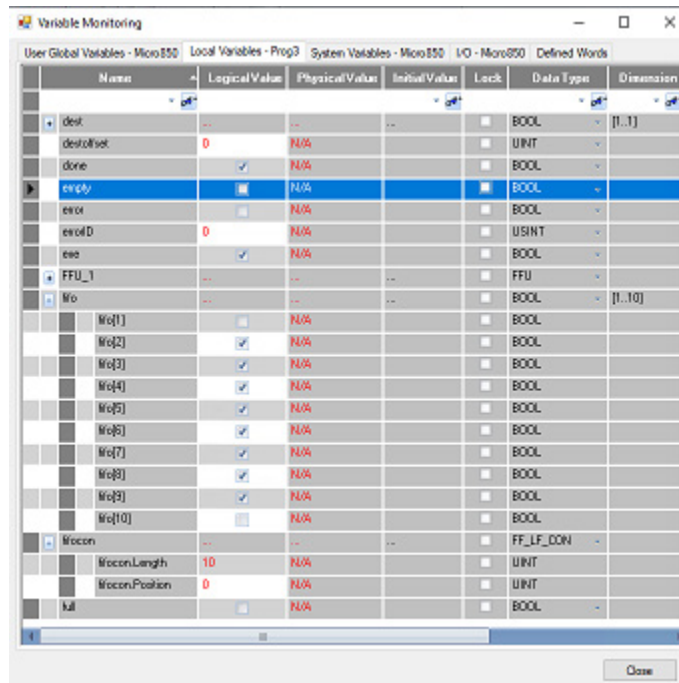 Variable Monitoring
User Global Variables - Micro850 Local Variables - Prog3 System Variables - Micro850 I/O - Micro850 Defined Words
Name Logical Value Physical Value Initial Value Lock Data Type Dimension
dest ... ... ... BOOL [1..1]
destoffset 0 N/A UINT
done N/A BOOL
empty N/A BOOL
error N/A BOOL
errorID 0 N/A USINT
exe N/A BOOL
FFU_1 ... ... ... FFU
fifo ... ... ... BOOL [1..10]
fifo[1] N/A BOOL
fifo[2] N/A BOOL
fifo[3] N/A BOOL
fifo[4] N/A BOOL
fifo[5] N/A BOOL
fifo[6] N/A BOOL
fifo[7] N/A BOOL
fifo[8] N/A BOOL
fifo[9] N/A BOOL
fifo[10] N/A BOOL
fifocon ... ... ... FF_LF_CON
fifocon.Length 10 N/A UINT
fifocon.Position 0 N/A UINT
full N/A BOOL
Close